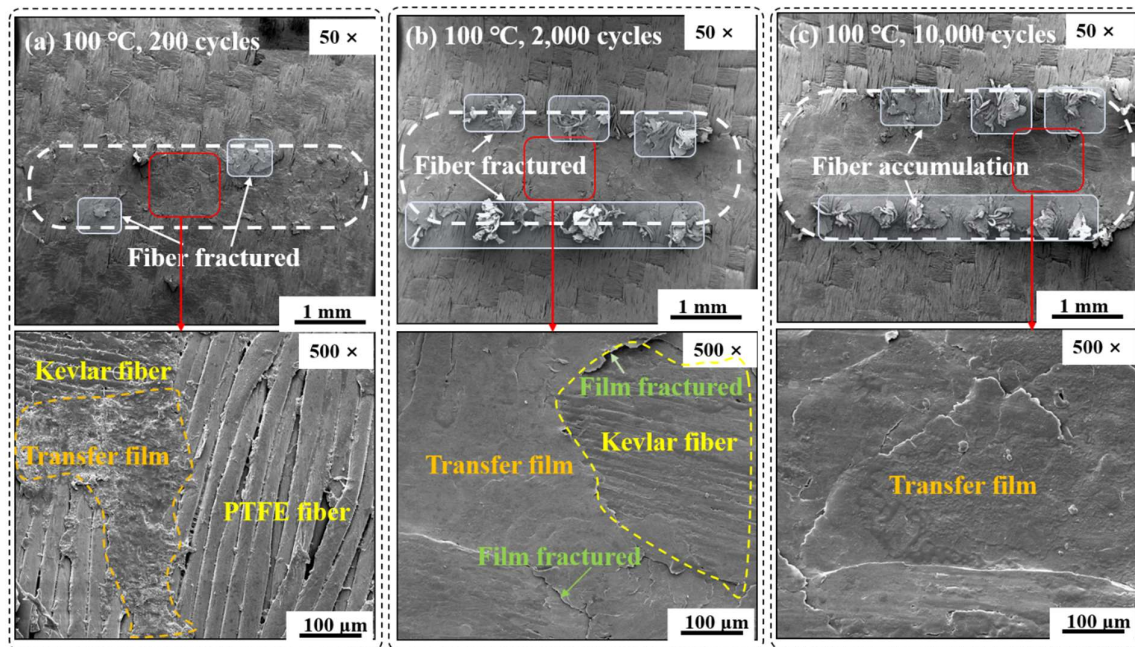 (a) 100 ℃, 200 cycles
50 ×
Fiber fractured
1 mm
500 ×
Kevlar fiber
Transfer film
PTFE fiber
100 μm
(b) 100 ℃, 2,000 cycles
50 ×
Fiber fractured
1 mm
500 ×
Film fractured
Kevlar fiber
Transfer film
Film fractured
100 μm
(c) 100 ℃, 10,000 cycles
50 ×
Fiber accumulation
1 mm
500 ×
Transfer film
100 μm